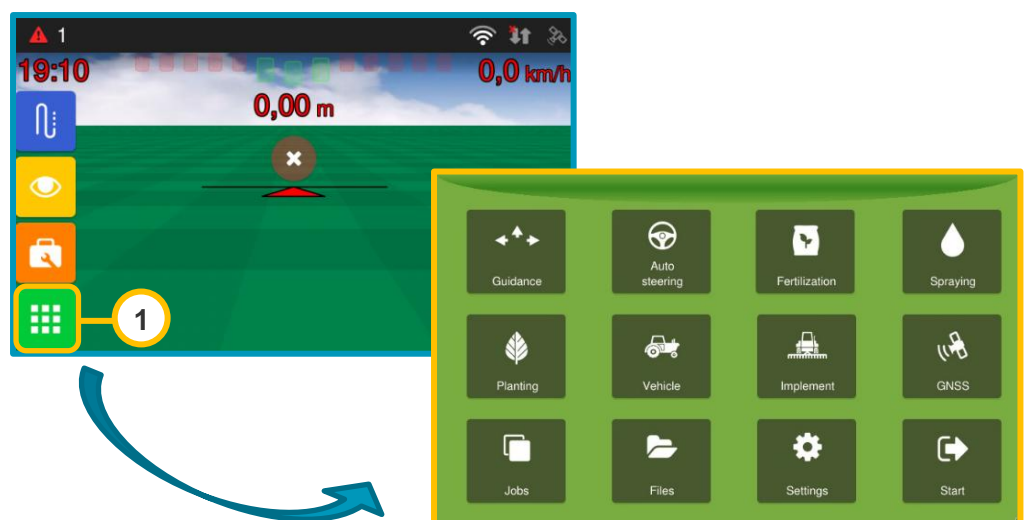 1
19:10
0,0 km/h
0,00 m
1
Guidance
Auto
steering
Fertilization
Spraying
Planting
Vehicle
Implement
GNSS
Jobs
Files
Settings
Start